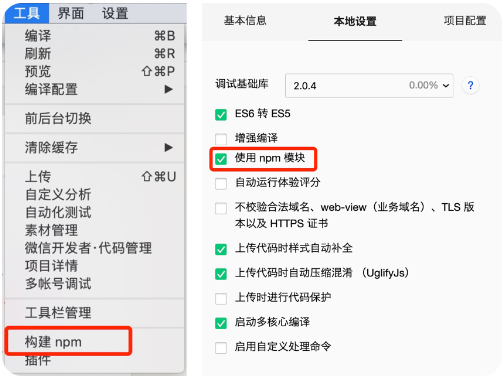 工具 界面 设置
编译 ⌘B
刷新 ⌘R
预览 ⇧⌘P
编译配置 ▶
前后台切换
清除缓存 ▶
上传 ⇧⌘U
自定义分析
自动化测试
素材管理
微信开发者·代码管理
项目详情
多帐号调试
工具栏管理
构建 npm
插件
基本信息 本地设置 项目配置
调试基础库 2.0.4 0.00% ?
ES6 转 ES5
增强编译
使用 npm 模块
自动运行体验评分
不校验合法域名、web-view（业务域名）、TLS 版
本以及 HTTPS 证书
上传代码时样式自动补全
上传代码时自动压缩混淆 （UglifyJs）
上传时进行代码保护
启动多核心编译
启用自定义处理命令